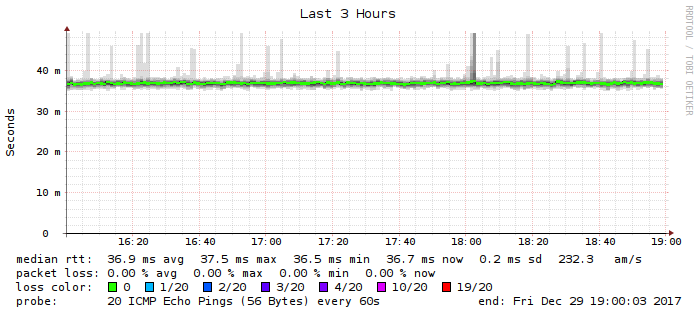 Last 3 Hours
RRDTOOL / TOBI OETIKER
Seconds
40 m
30 m
20 m
10 m
0
16:20 16:40 17:00 17:20 17:40 18:00 18:20 18:40 19:00
median rtt: 36.9 ms avg 37.5 ms max 36.5 ms min 36.7 ms now 0.2 ms sd 232.3 am/s
packet loss: 0.00 % avg 0.00 % max 0.00 % min 0.00 % now
loss color: 0 1/20 2/20 3/20 4/20 10/20 19/20
probe: 20 ICMP Echo Pings (56 Bytes) every 60s end: Fri Dec 29 19:00:03 2017